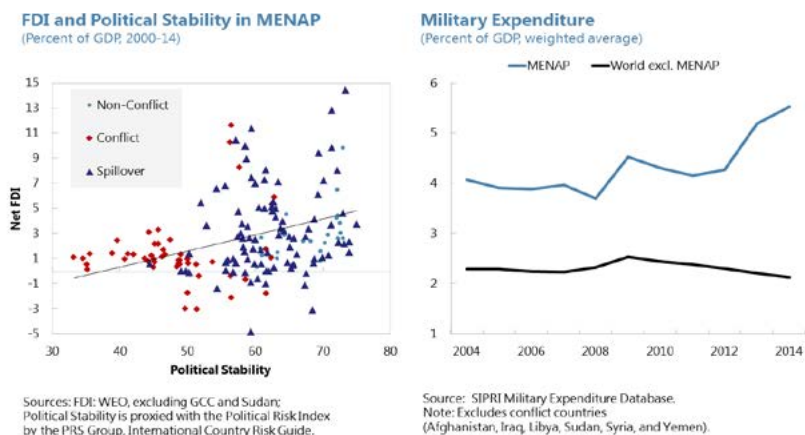 FDI and Political Stability in MENAP
(Percent of GDP, 2000-14)
15
13
11
9
7
5
3
1
-1
-3
-5
Net FDI
Non-Conflict
Conflict
Spillover
30
40
50
60
70
80
Political Stability
Sources: FDI: WEO, excluding GCC and Sudan;
Political Stability is proxied with the Political Risk Index
by the PRS Group, International Country Risk Guide.
Military Expenditure
(Percent of GDP, weighted average)
MENAP
World excl. MENAP
6
5
4
3
2
1
2004
2006
2008
2010
2012
2014
Source: SIPRI Military Expenditure Database.
Note: Excludes conflict countries
(Afghanistan, Iraq, Libya, Sudan, Syria, and Yemen).